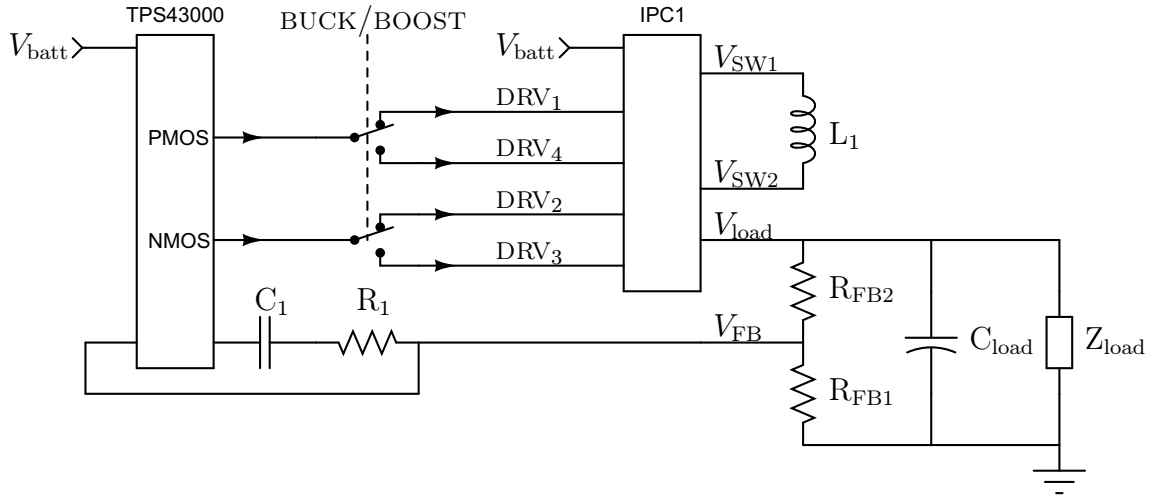 TPS43000
BUCK/BOOST
IPC1
V_batt
V_batt
V_SW1
DRV_1
PMOS
L_1
DRV_4
V_SW2
DRV_2
V_load
NMOS
DRV_3
R_FB2
C_1
R_1
V_FB
C_load
Z_load
R_FB1